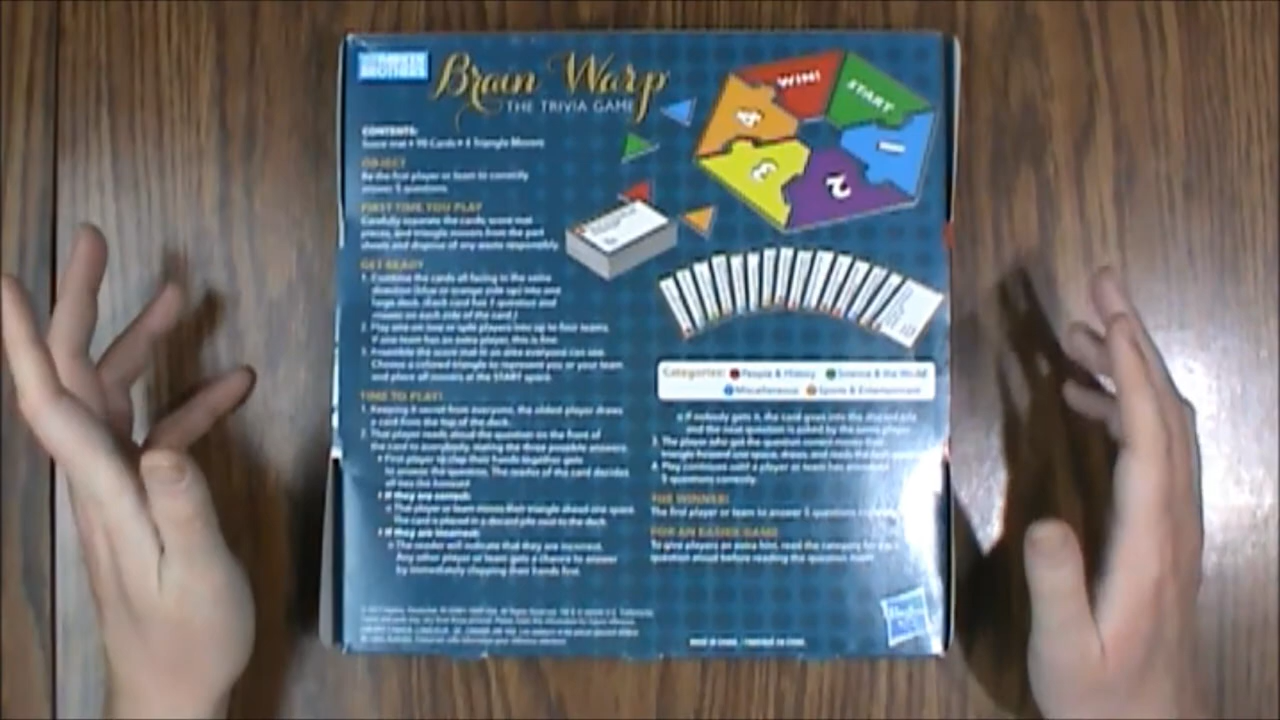 PARKER
BROTHERS
Brain Warp
THE TRIVIA GAME
WIN!
START
1
2
3
4
CONTENTS:
Score mat • 90 Cards • 4 Triangle Movers
OBJECT
Be the first player or team to correctly
answer 5 questions.
FIRST TIME YOU PLAY
Carefully separate the cards, score mat
pieces, and triangle movers from the part
sheets and dispose of any waste responsibly.
GET READY
1. Combine the cards all facing in the same
direction (blue or orange side up) into one
large deck. (Each card has 1 question and
answer on each side of the card.)
2. Play one on one or split players into up to four teams.
If one team has an extra player, this is fine.
3. Assemble the score mat in an area everyone can see.
Choose a colored triangle to represent you or your team
and place all movers at the START space.
TIME TO PLAY!
1. Keeping it secret from everyone, the oldest player draws
a card from the top of the deck.
2. That player reads aloud the question on the front of
the card to everybody, stating the three possible answers.
• First player to clap their hands together gets
to answer the question. The reader of the card decides
• If they are correct:
That player or team moves their triangle ahead one space.
The card is placed in a discard pile next to the deck.
• If they are incorrect:
The reader will indicate that they are incorrect.
Any other player or team gets a chance to answer
by immediately clapping their hands first.
Categories: People & History Science & the World
Miscellaneous Sports & Entertainment
If nobody gets it, the card goes into the discard pile
and the next question is asked by the same player.
3. The player who got the question correct moves their
triangle forward one space, draws, and reads the next
4. Play continues until a player or team has answered
5 questions correctly.
THE WINNER!
The first player or team to answer 5 questions
FOR AN EASIER GAME
To give players an extra hint, read the category for each
question aloud before reading the question itself.
Hasbro
MADE IN CHINA